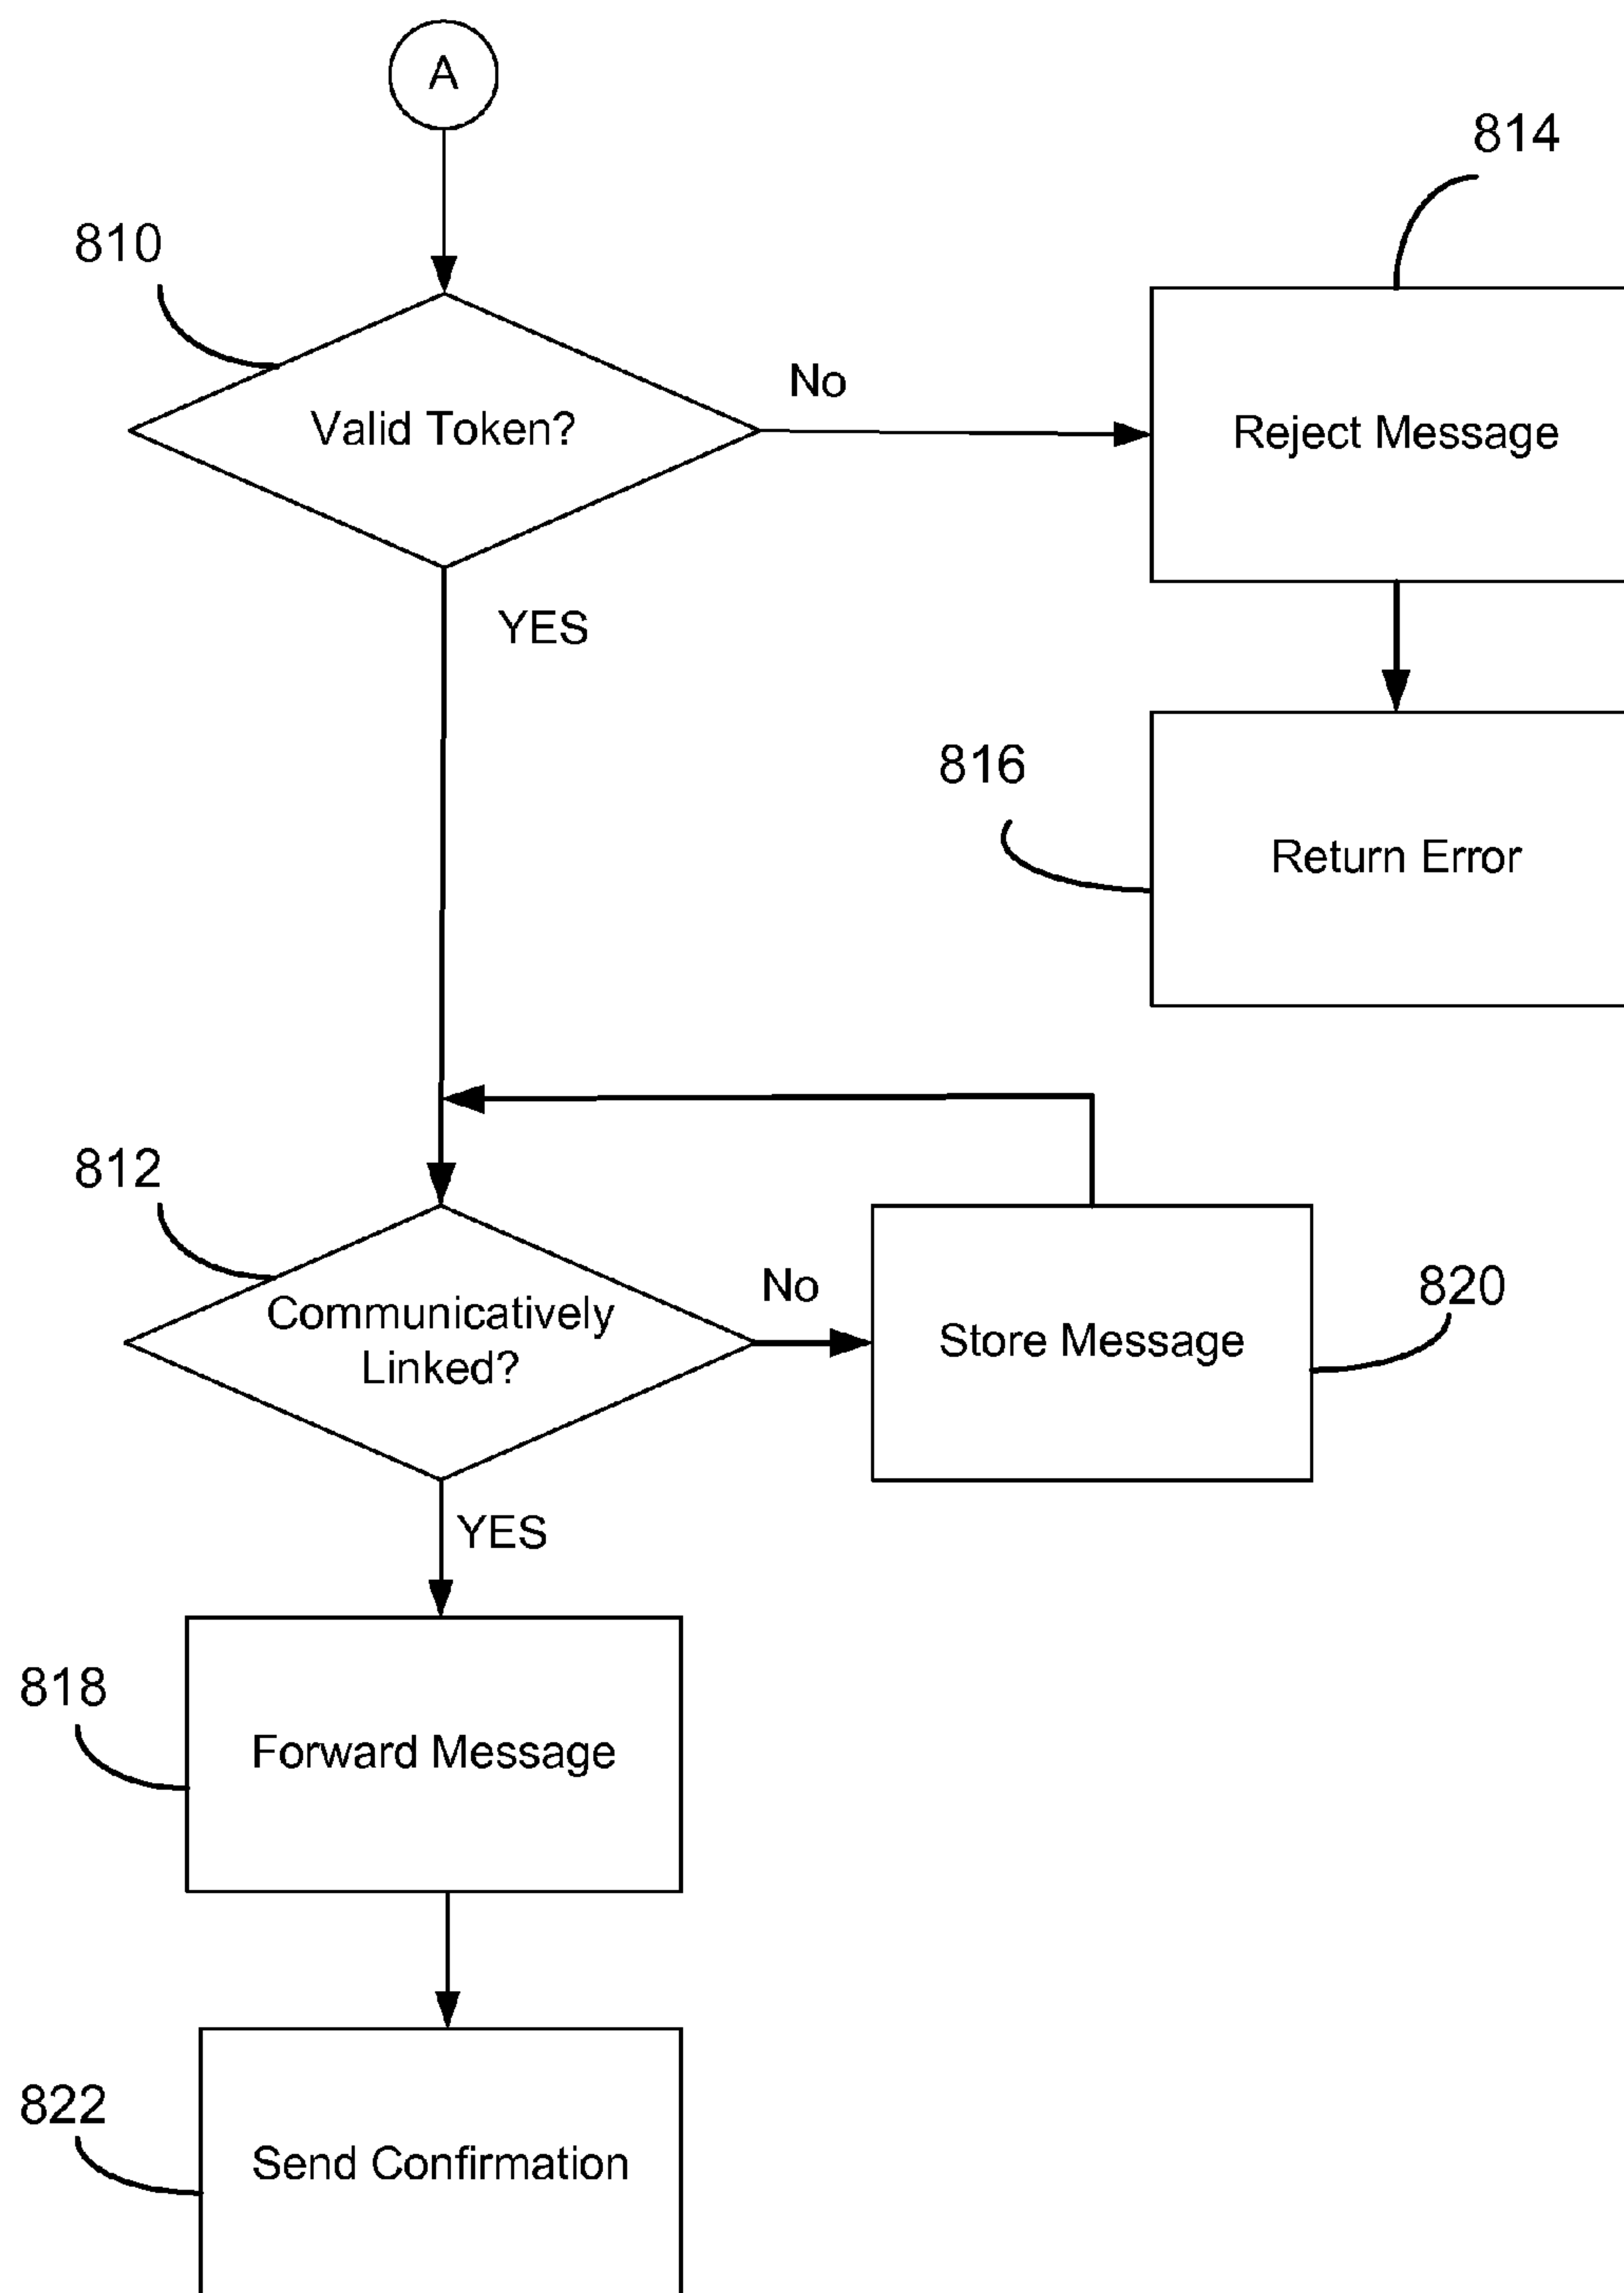 A
814
810
No
Valid Token?
Reject Message
YES
816
Return Error
812
No
820
Communicatively
Linked?
Store Message
YES
818
Forward Message
822
Send Confirmation